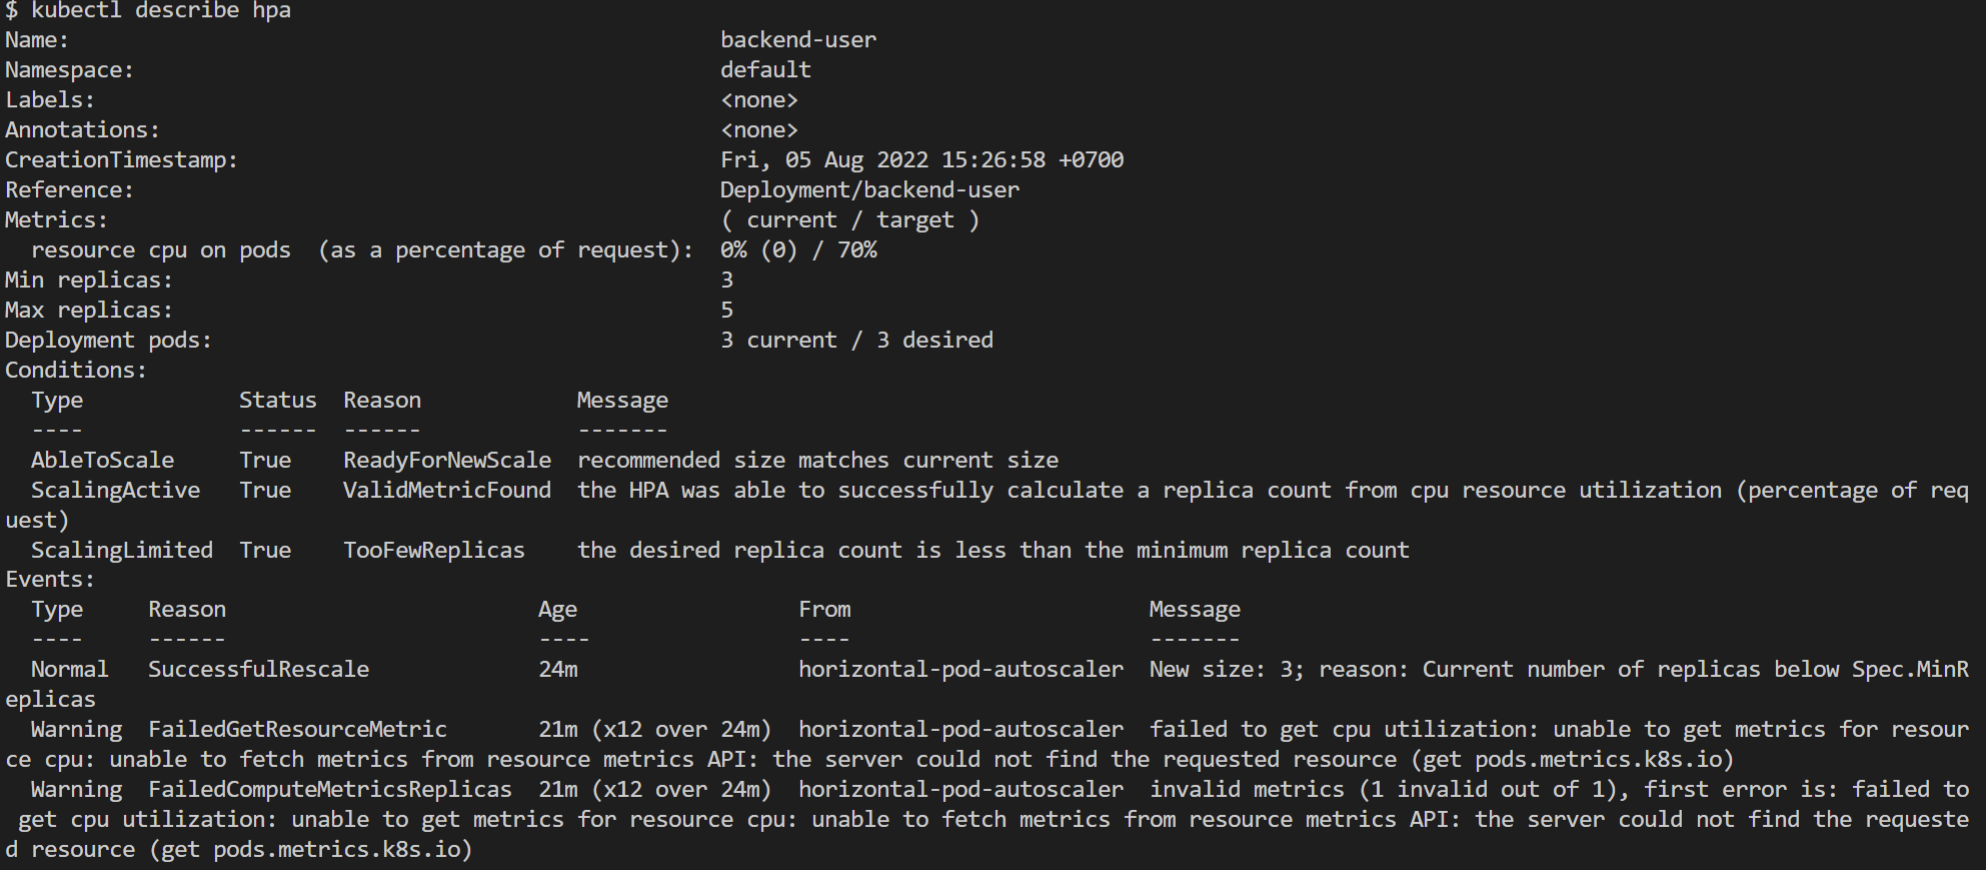 $ kubectl describe hpa
Name:                                                  backend-user
Namespace:                                             default
Labels:                                                <none>
Annotations:                                           <none>
CreationTimestamp:                                     Fri, 05 Aug 2022 15:26:58 +0700
Reference:                                             Deployment/backend-user
Metrics:                                               ( current / target )
  resource cpu on pods  (as a percentage of request):  0% (0) / 70%
Min replicas:                                          3
Max replicas:                                          5
Deployment pods:                                       3 current / 3 desired
Conditions:
  Type            Status  Reason            Message
  ----            ------  ------            -------
  AbleToScale     True    ReadyForNewScale  recommended size matches current size
  ScalingActive   True    ValidMetricFound  the HPA was able to successfully calculate a replica count from cpu resource utilization (percentage of req
uest)
  ScalingLimited  True    TooFewReplicas    the desired replica count is less than the minimum replica count
Events:
  Type     Reason                        Age                 From                       Message
  ----     ------                        ----                ----                       -------
  Normal   SuccessfulRescale             24m                 horizontal-pod-autoscaler  New size: 3; reason: Current number of replicas below Spec.MinR
eplicas
  Warning  FailedGetResourceMetric       21m (x12 over 24m)  horizontal-pod-autoscaler  failed to get cpu utilization: unable to get metrics for resour
ce cpu: unable to fetch metrics from resource metrics API: the server could not find the requested resource (get pods.metrics.k8s.io)
  Warning  FailedComputeMetricsReplicas  21m (x12 over 24m)  horizontal-pod-autoscaler  invalid metrics (1 invalid out of 1), first error is: failed to
 get cpu utilization: unable to get metrics for resource cpu: unable to fetch metrics from resource metrics API: the server could not find the requeste
d resource (get pods.metrics.k8s.io)